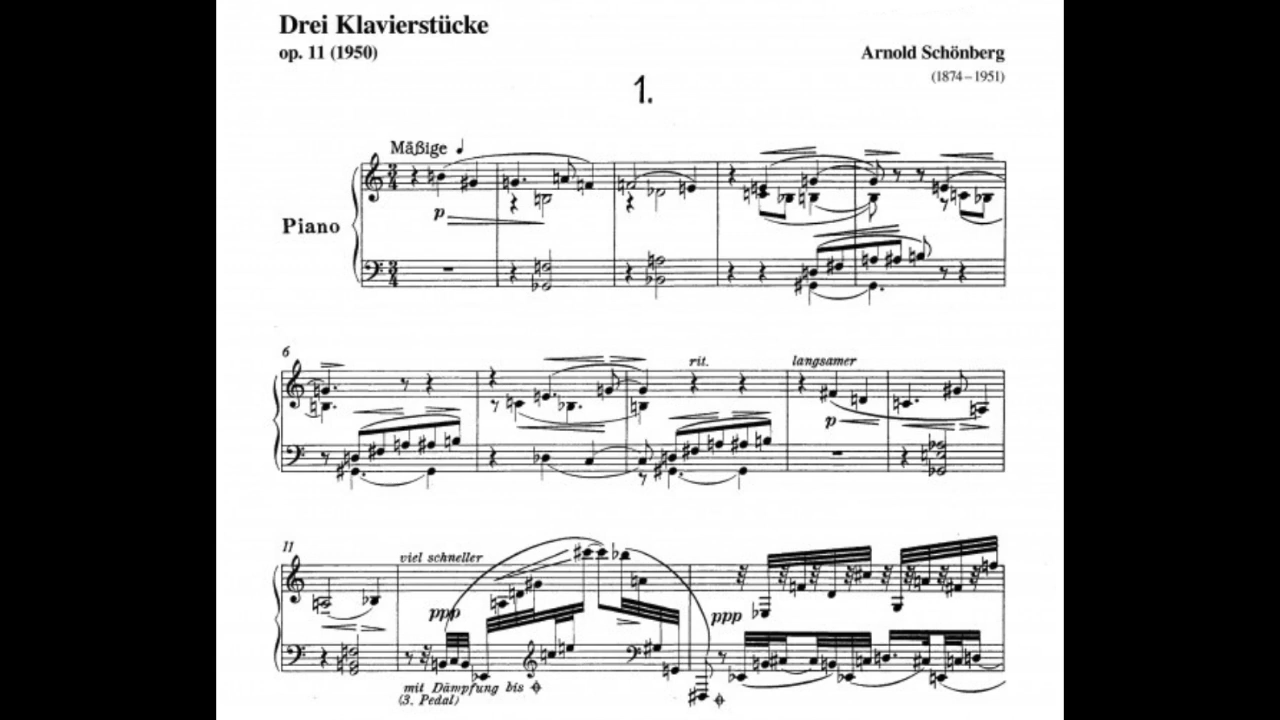 Drei Klavierstücke
op. 11 (1950)
Arnold Schönberg
(1874–1951)
1.
Mäßige
Piano
p
6
rit.
langsamer
p
11
viel schneller
ppp
ppp
mit Dämpfung bis
(3. Pedal)